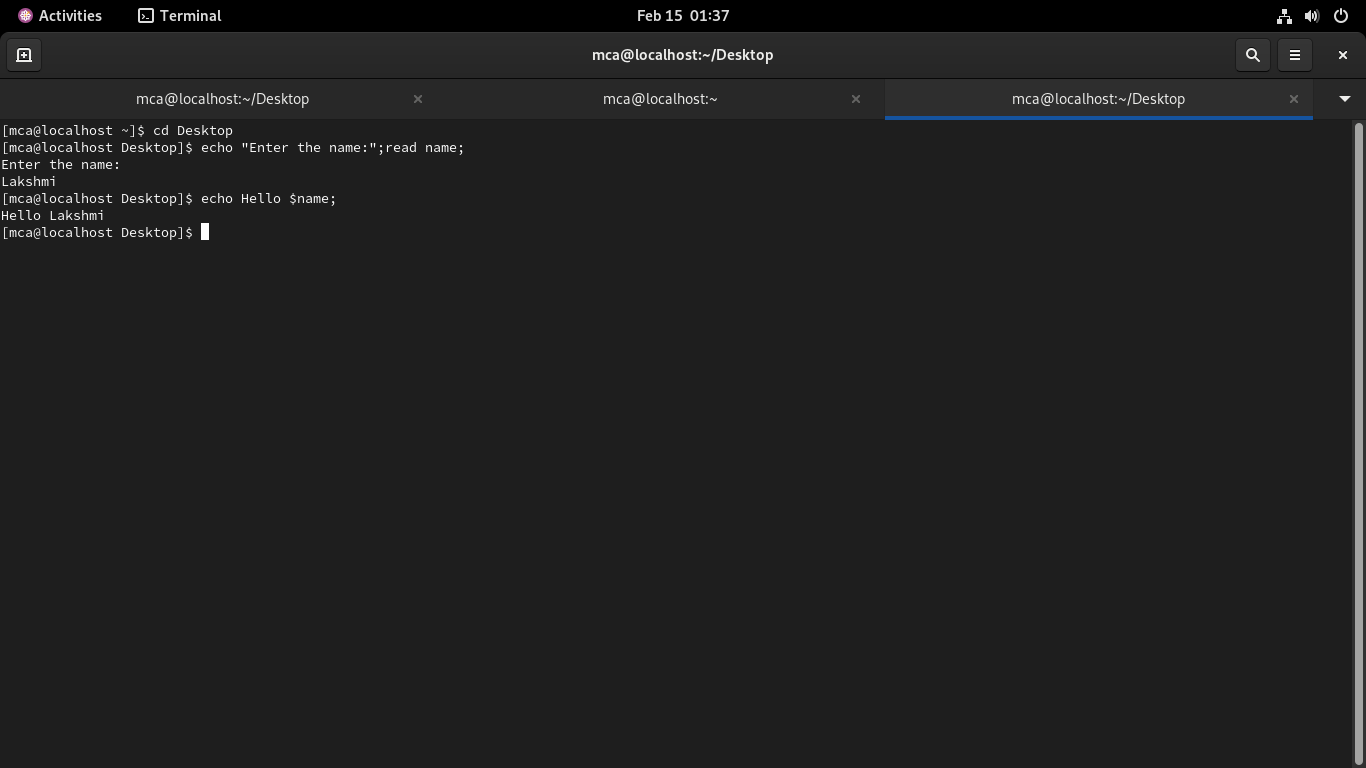 Activities Terminal Feb 15 01:37
mca@localhost:~/Desktop
mca@localhost:~/Desktop mca@localhost:~ mca@localhost:~/Desktop
[mca@localhost ~]$ cd Desktop
[mca@localhost Desktop]$ echo "Enter the name:";read name;
Enter the name:
Lakshmi
[mca@localhost Desktop]$ echo Hello $name;
Hello Lakshmi
[mca@localhost Desktop]$